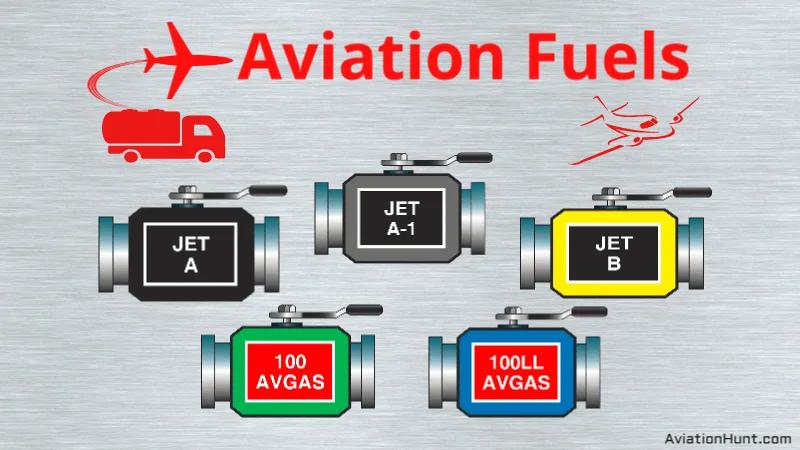 Aviation Fuels
JET
A
JET
A-1
JET
B
100
AVGAS
100LL
AVGAS
AviationHunt.com